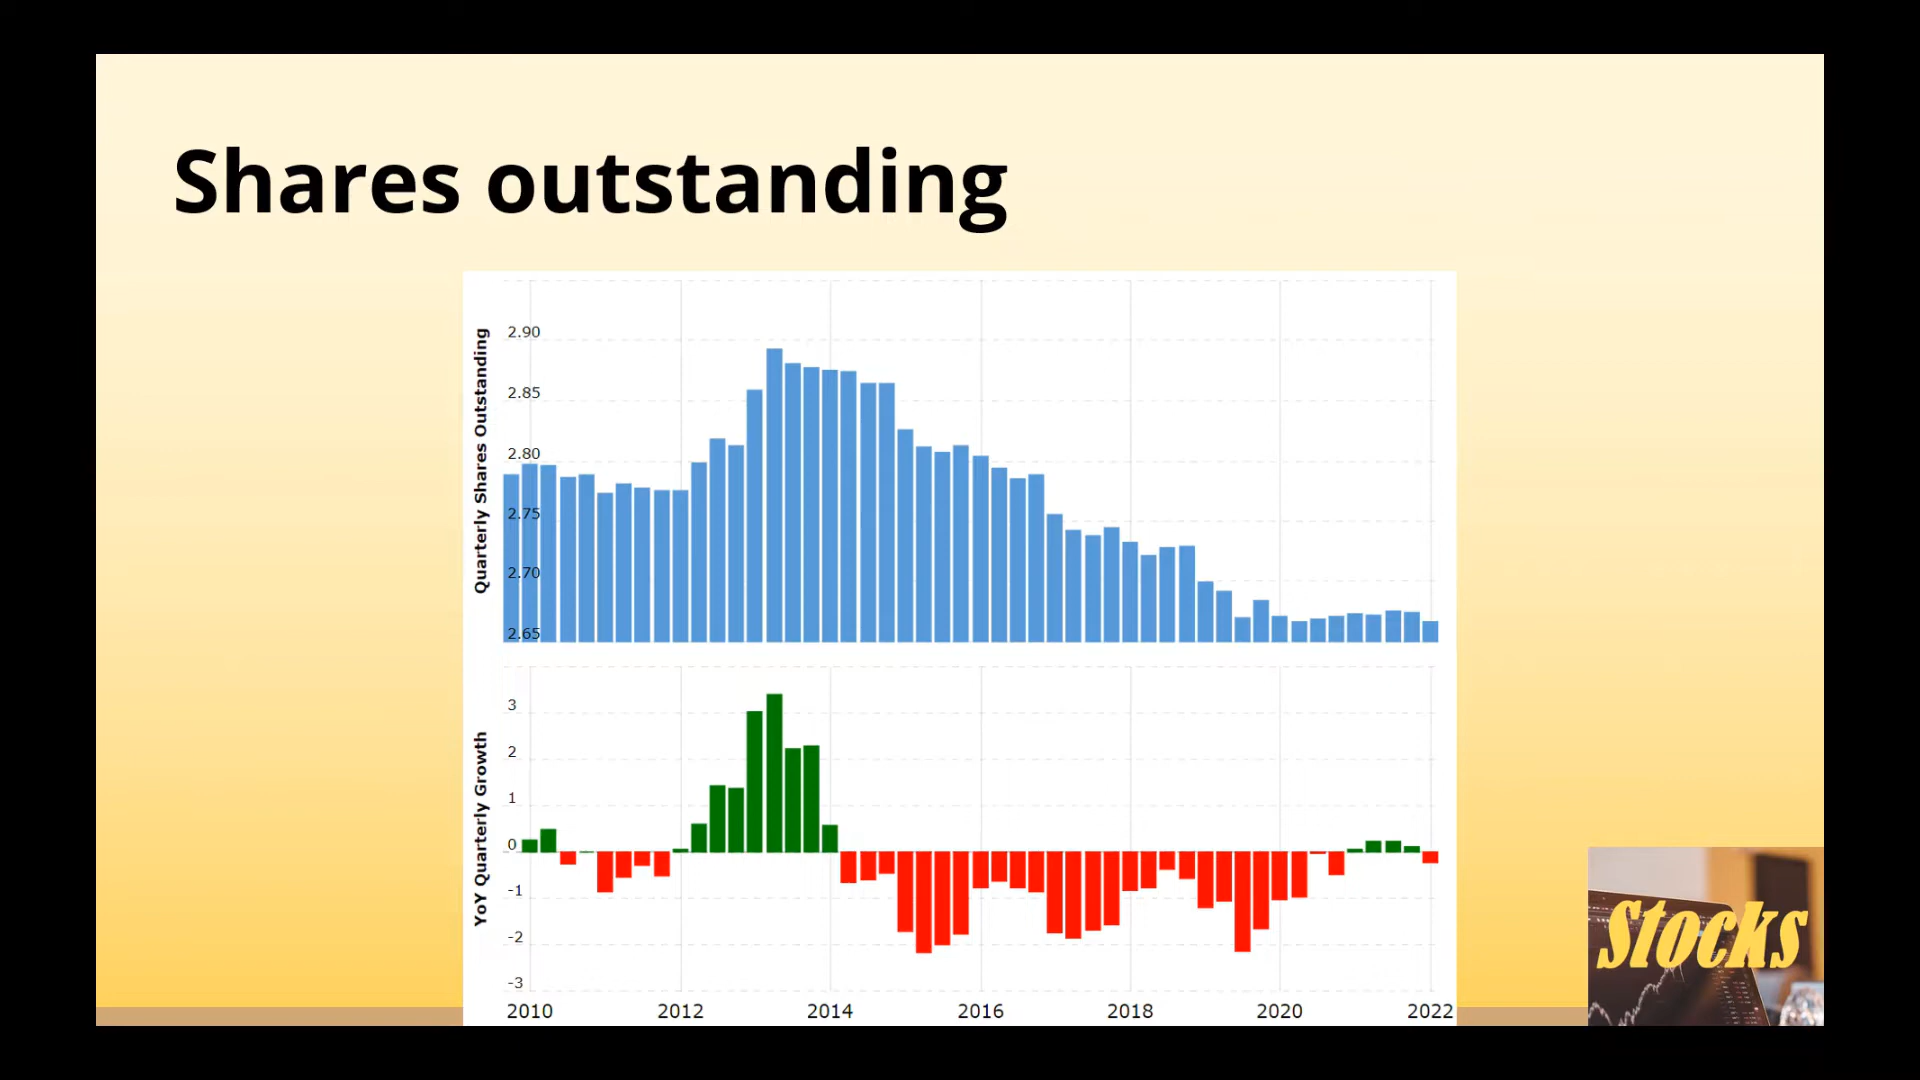 Shares outstanding
Quarterly Shares Outstanding
2.90
2.85
2.80
2.75
2.70
2.65
YoY Quarterly Growth
3
2
1
0
-1
-2
-3
2010 2012 2014 2016 2018 2020 2022
Stocks